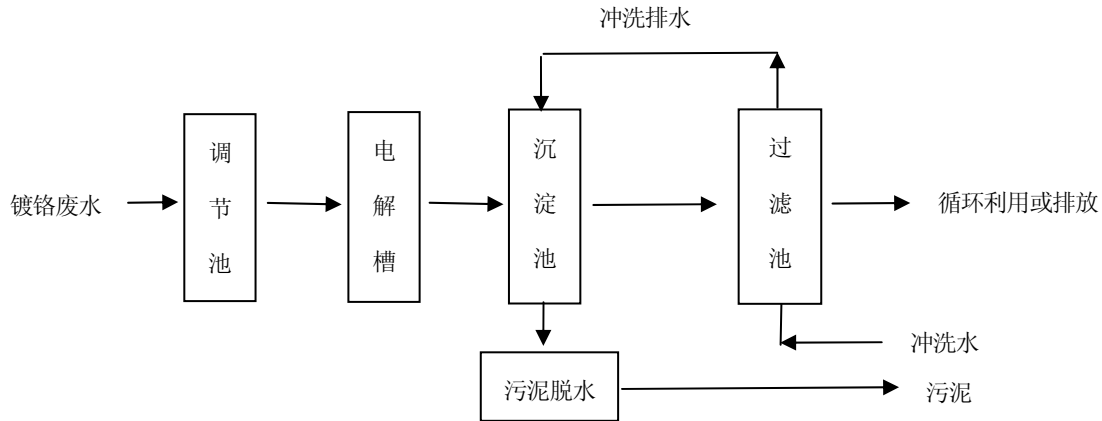 冲洗排水
镀铬废水
调节池
电解槽
沉淀池
过滤池
循环利用或排放
冲洗水
污泥脱水
污泥